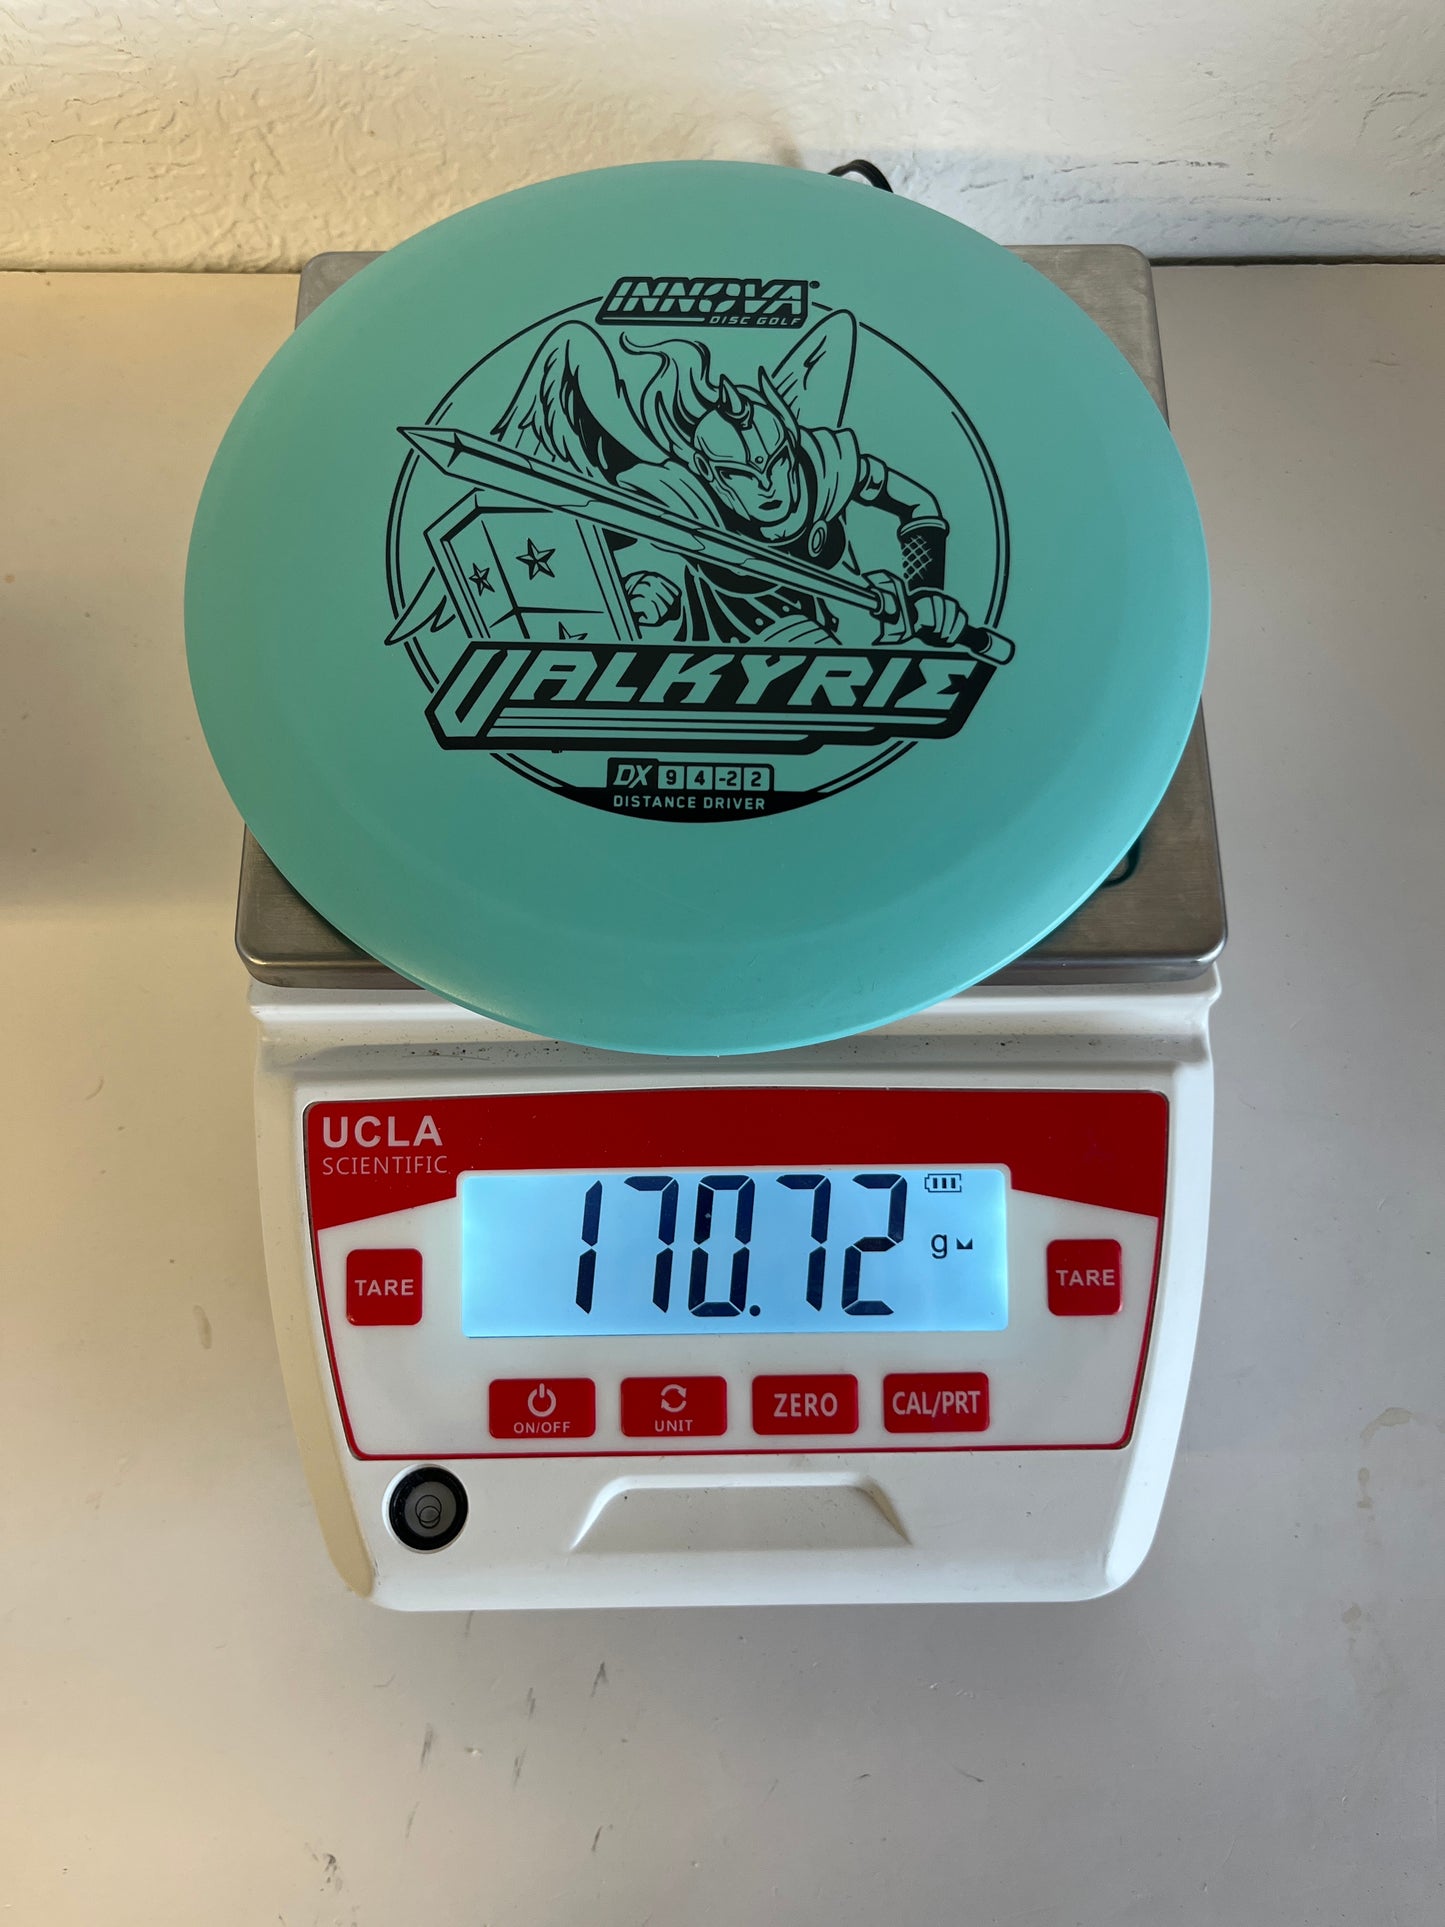 INNOVA®
DISC GOLF
VALKYRIE
DX 9 4 -2 2
DISTANCE DRIVER
UCLA
SCIENTIFIC
170.72 g
TARE
TARE
ON/OFF
UNIT
ZERO
CAL/PRT